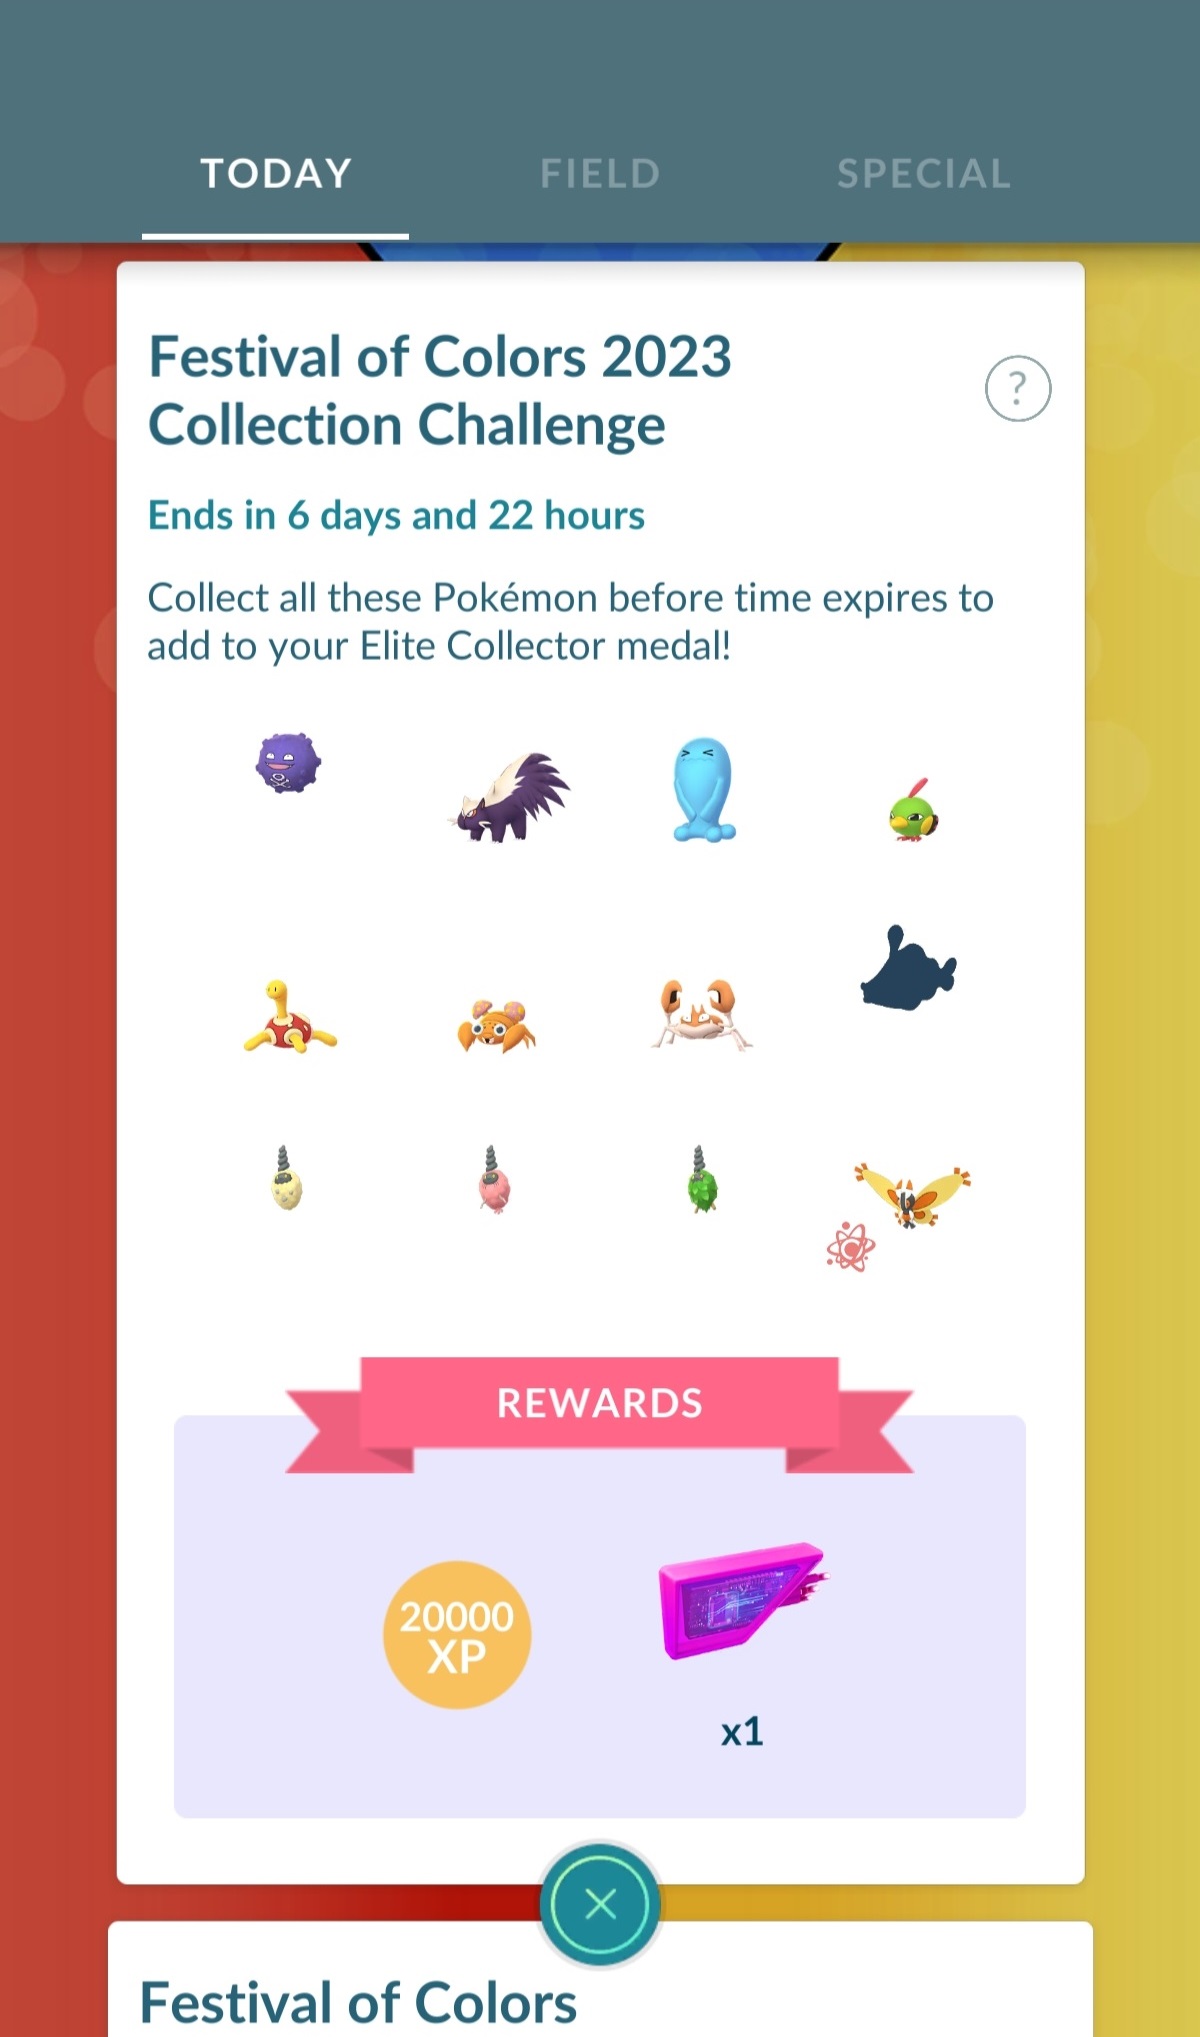 TODAY
FIELD
SPECIAL
Festival of Colors 2023
Collection Challenge
?
Ends in 6 days and 22 hours
Collect all these Pokémon before time expires to
add to your Elite Collector medal!
REWARDS
20000
XP
x1
Festival of Colors